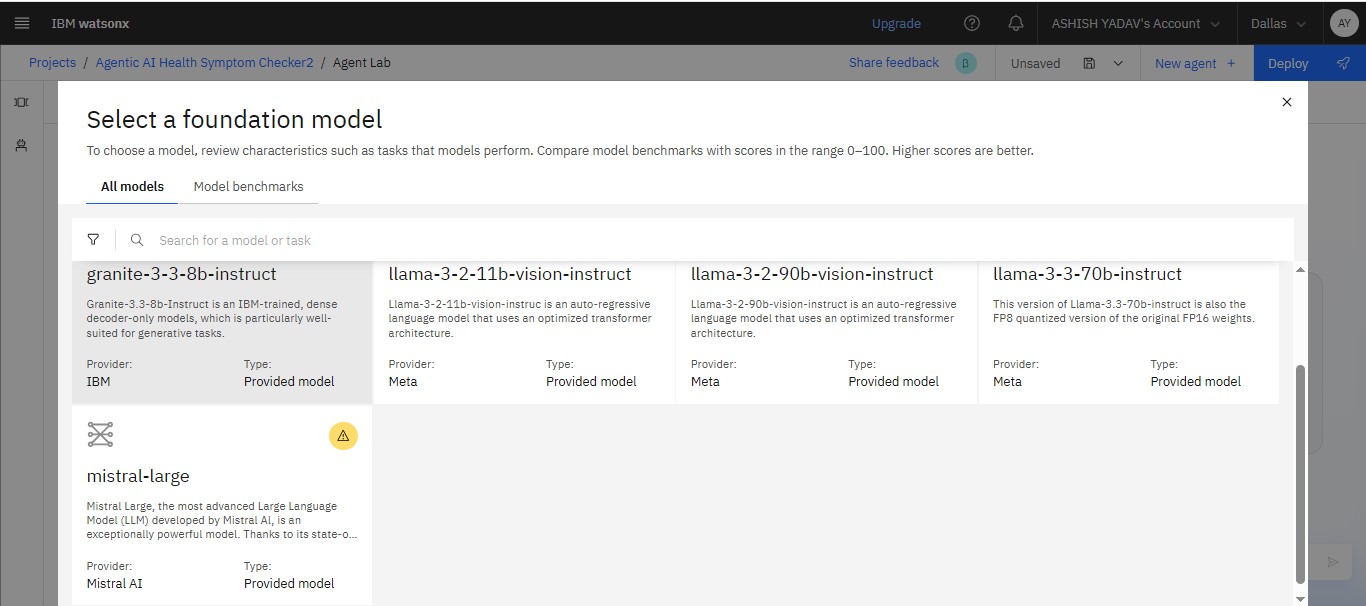 IBM watsonx
Upgrade
ASHISH YADAV's Account
Dallas
AY
Projects / Agentic AI Health Symptom Checker2 / Agent Lab
Share feedback
β
Unsaved
New agent +
Deploy
Select a foundation model
To choose a model, review characteristics such as tasks that models perform. Compare model benchmarks with scores in the range 0–100. Higher scores are better.
All models
Model benchmarks
Search for a model or task
granite-3-3-8b-instruct
Granite-3.3-8b-Instruct is an IBM-trained, dense
decoder-only models, which is particularly well-
suited for generative tasks.
Provider:
Type:
IBM
Provided model
llama-3-2-11b-vision-instruct
Llama-3-2-11b-vision-instruc is an auto-regressive
language model that uses an optimized transformer
architecture.
Provider:
Type:
Meta
Provided model
llama-3-2-90b-vision-instruct
Llama-3-2-90b-vision-instruct is an auto-regressive
language model that uses an optimized transformer
architecture.
Provider:
Type:
Meta
Provided model
llama-3-3-70b-instruct
This version of Llama-3.3-70b-instruct is also the
FP8 quantized version of the original FP16 weights.
Provider:
Type:
Meta
Provided model
mistral-large
Mistral Large, the most advanced Large Language
Model (LLM) developed by Mistral AI, is an
exceptionally powerful model. Thanks to its state-o...
Provider:
Type:
Mistral AI
Provided model